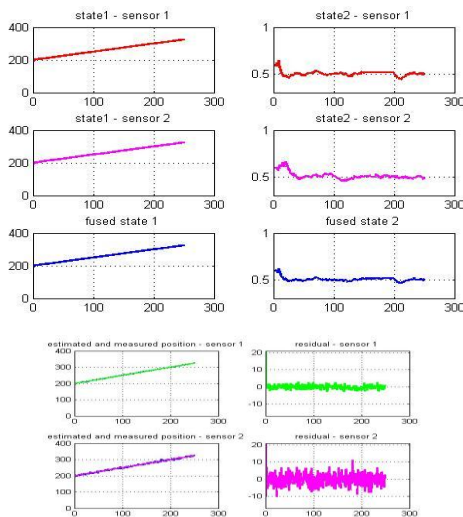 state1 - sensor 1
state2 - sensor 1
400
200
0
0 100 200 300
1
0.5
0 100 200 300
state1 - sensor 2
state2 - sensor 2
400
200
0
0 100 200 300
1
0.5
0 100 200 300
fused state 1
fused state 2
400
200
0
0 100 200 300
1
0.5
0 100 200 300
estimated and measured position - sensor 1
residual - sensor 1
400
300
200
100
0
0 100 200 300
20
10
0
-10
0 100 200 300
estimated and measured position - sensor 2
residual - sensor 2
400
300
200
100
0
0 100 200 300
20
10
0
-10
0 100 200 300